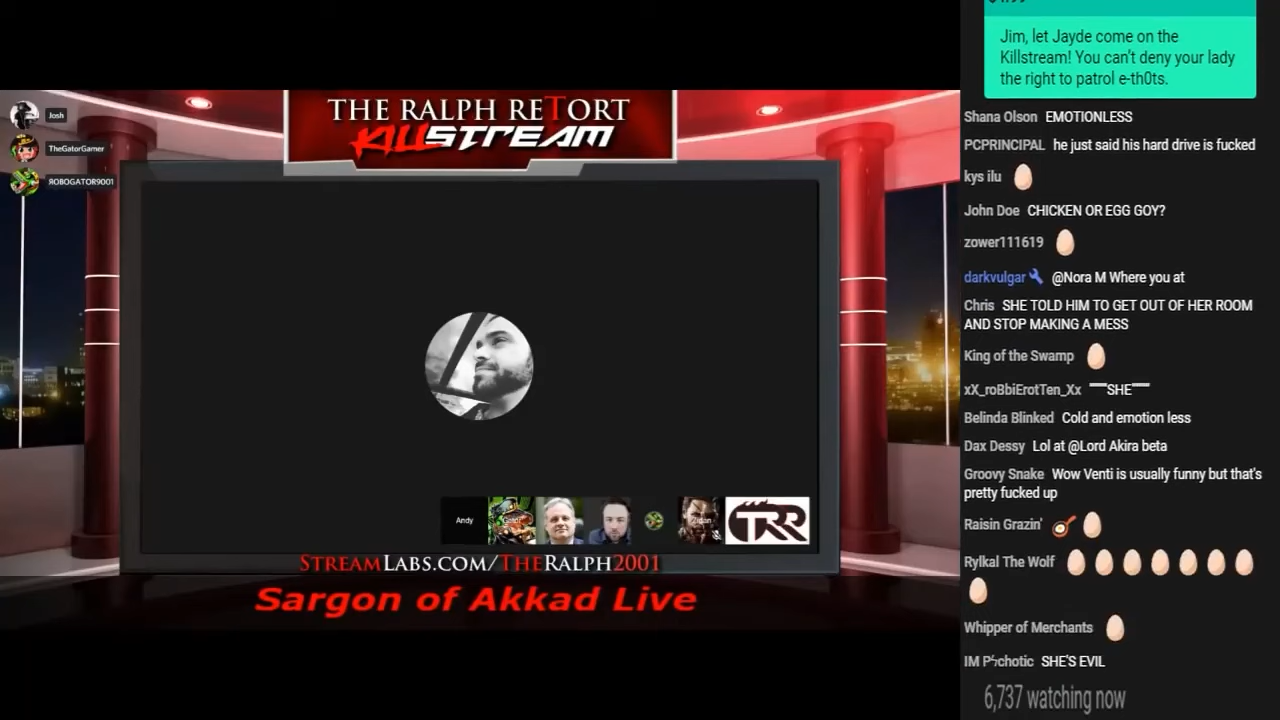 Jim, let Jayde come on the
Killstream! You can't deny your lady
the right to patrol e-th0ts.
Josh
TheGatorGamer
ROBOGATOR9001
THE RALPH RETORT
KILLSTREAM
Andy
TRR
STREAMLABS.COM/THERALPH2001
Sargon of Akkad Live
Shana Olson EMOTIONLESS
PCPRINCIPAL he just said his hard drive is fucked
kys ilu
John Doe CHICKEN OR EGG GOY?
zower111619
darkvulgar @Nora M Where you at
Chris SHE TOLD HIM TO GET OUT OF HER ROOM
AND STOP MAKING A MESS
King of the Swamp
xX_roBbiErotTen_Xx ""SHE""
Belinda Blinked Cold and emotion less
Dax Dessy Lol at @Lord Akira beta
Groovy Snake Wow Venti is usually funny but that's
pretty fucked up
Raisin Grazin'
Rylkal The Wolf
Whipper of Merchants
IM SHE'S EVIL
6,737 watching now